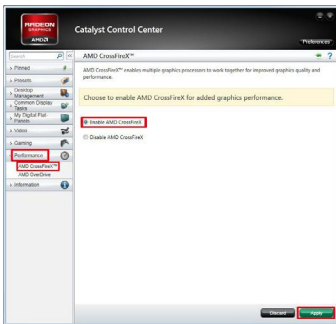 RADEON
GRAPHICS
AMD
Catalyst Control Center
Preferences
Search
AMD CrossFireX™
Pinned
Presets
Desktop
Management
Common Display
Tasks
My Digital Flat-
Panels
Video
Gaming
Performance
AMD CrossFireX™
AMD OverDrive
Information
AMD CrossFireX™ enables multiple graphics processors to work together for improved graphics quality and
performance.
Choose to enable AMD CrossFireX for added graphics performance.
Enable AMD CrossFireX
Disable AMD CrossFireX
Discard
Apply